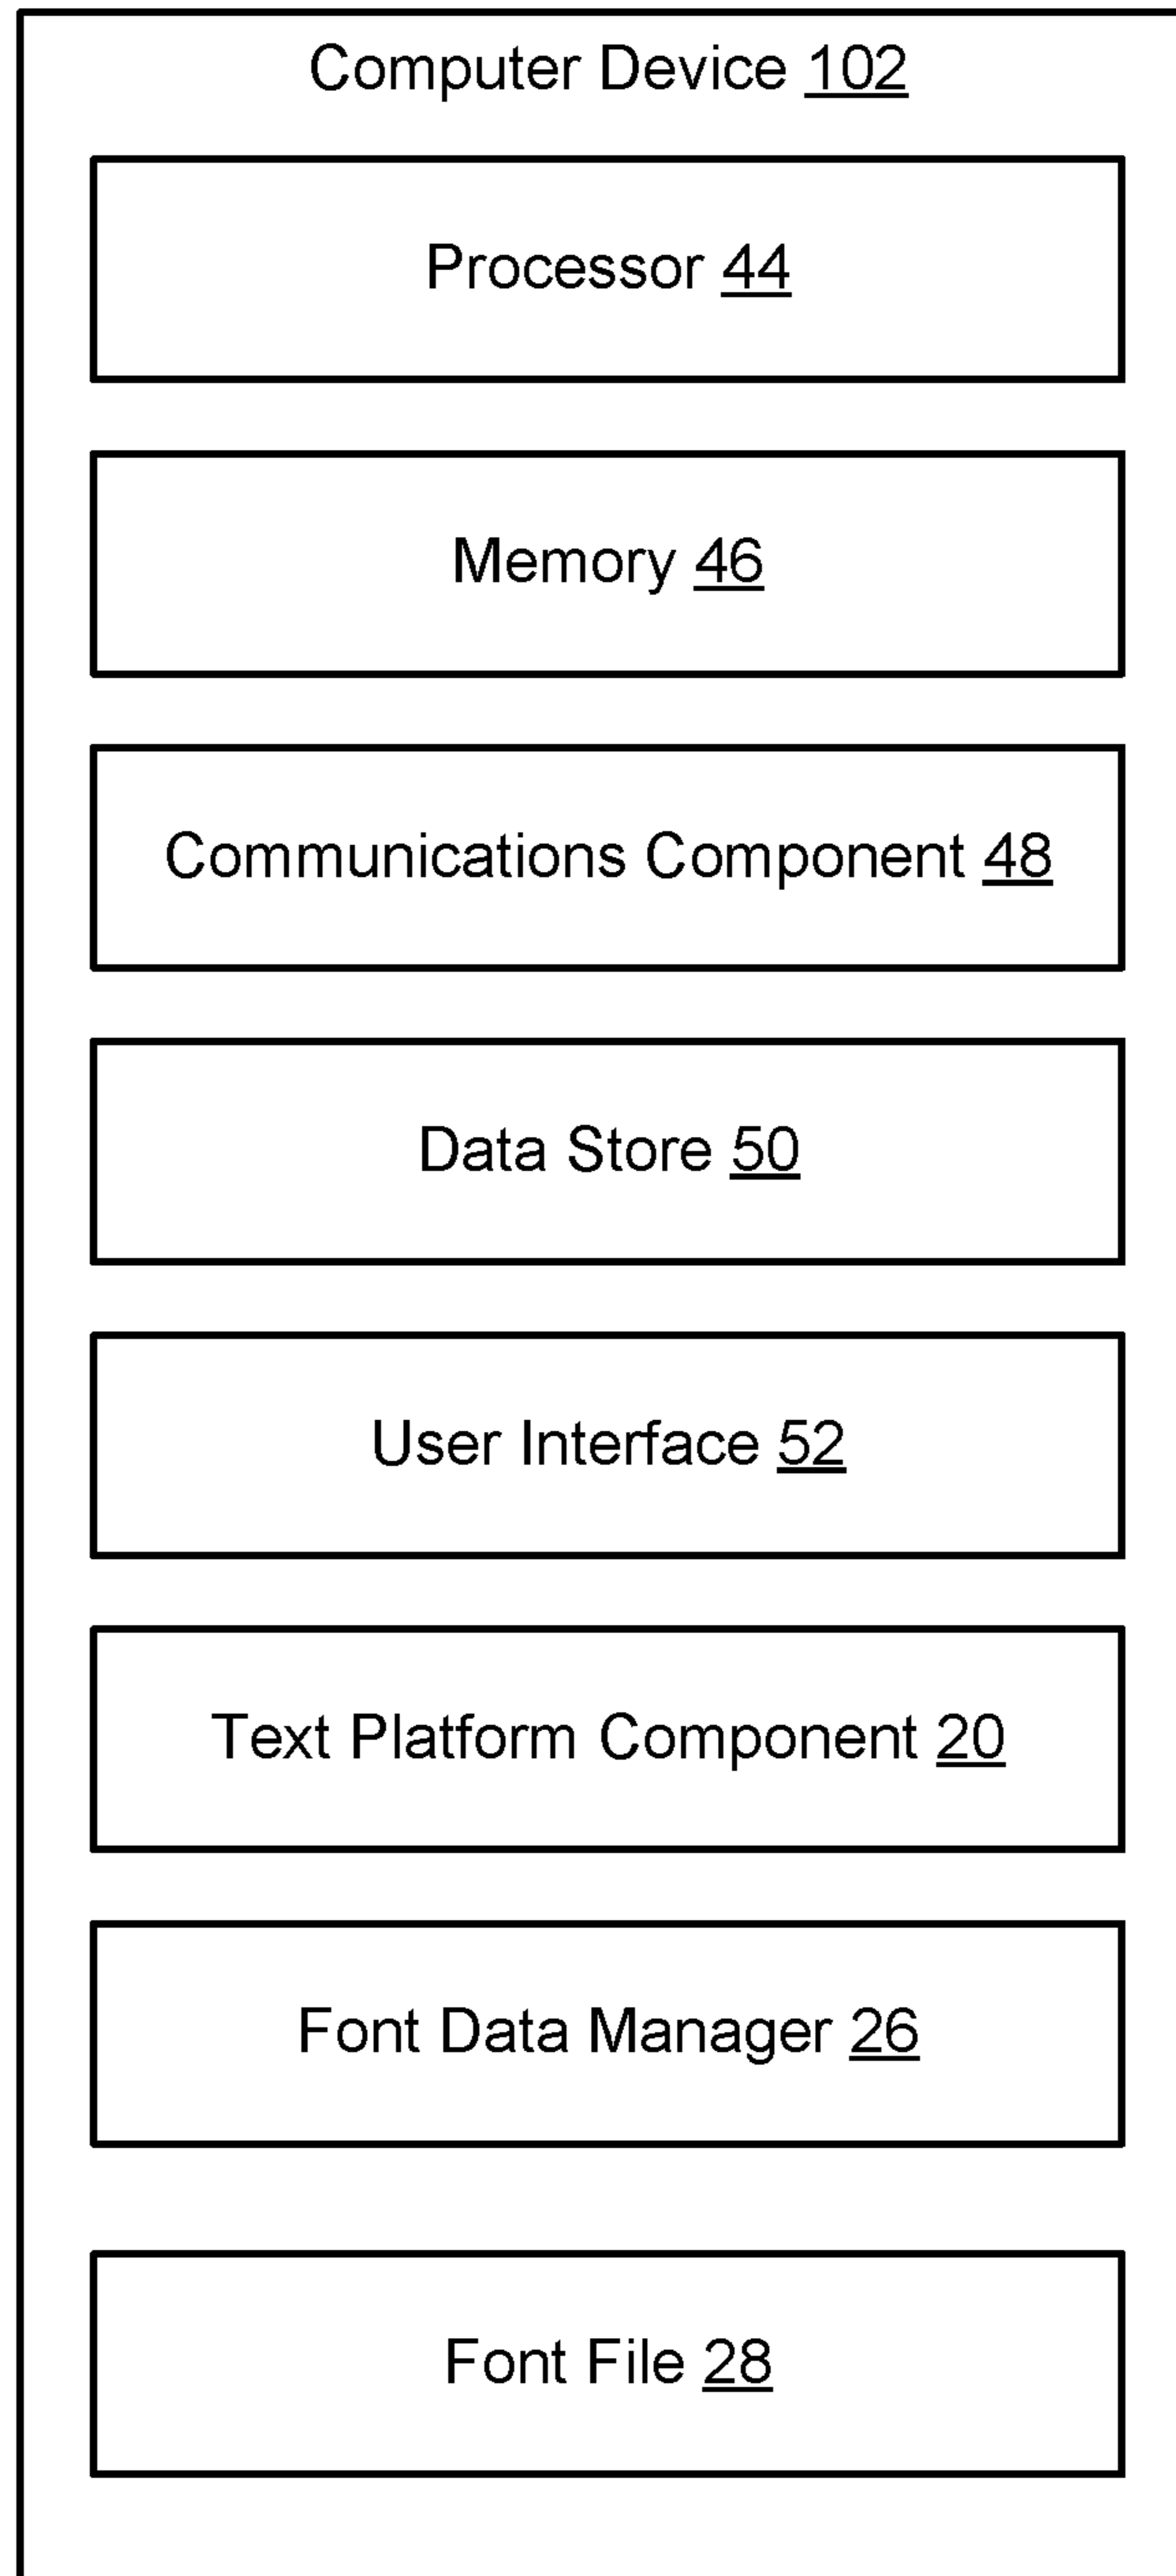 Computer Device 102
Processor 44
Memory 46
Communications Component 48
Data Store 50
User Interface 52
Text Platform Component 20
Font Data Manager 26
Font File 28